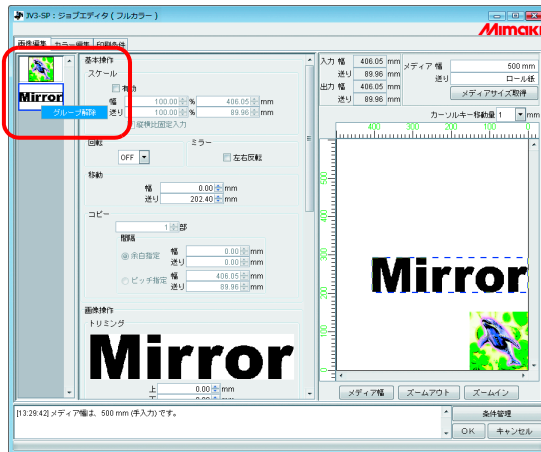 JV3-SP：ジョブエディタ ( フルカラー )
Mimaki
画像編集 カラー編集 印刷条件
Mirror
グループ解除
基本操作
スケール
有効
幅 100.00 % 406.05 mm
送り 100.00 % 89.96 mm
縦横比固定入力
回転 ミラー
OFF 左右反転
移動
幅 0.00 mm
送り 202.40 mm
コピー
1 部
間隔
余白指定 幅 0.00 mm
送り 0.00 mm
ピッチ指定 幅 406.05 mm
送り 89.96 mm
画像操作
トリミング
Mirror
上 0.00 mm
入力 幅 406.05 mm
送り 89.96 mm
出力 幅 406.05 mm
送り 89.96 mm
メディア 幅 500 mm
送り ロール紙
メディアサイズ取得
カーソルキー移動量 1 mm
400 300 200 100 0
500
400
300
200
100
0
Mirror
メディア幅 ズームアウト ズームイン
[13:29:42] メディア幅は、500 mm (手入力) です。
条件管理
OK キャンセル